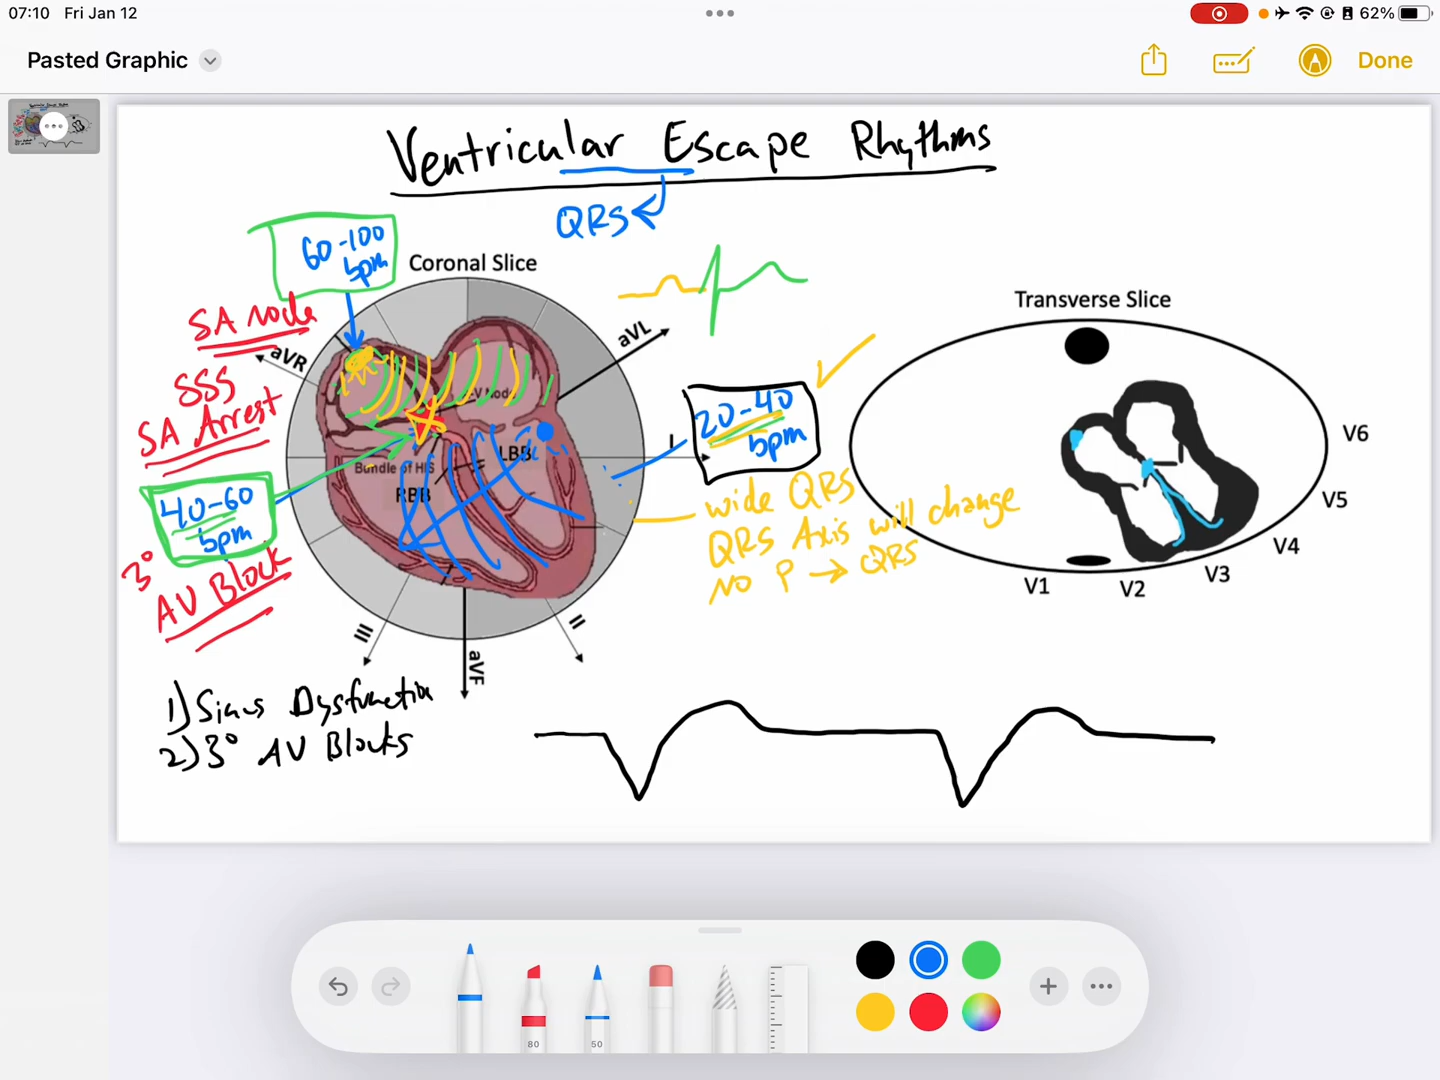 07:10 Fri Jan 12
62%
Pasted Graphic
Done
Ventricular Escape Rhythms
QRS
60-100
bpm
Coronal Slice
SA Node
aVR
aVL
SSS
SA Arrest
AV Node
Bundle of HIS
LBB
RBB
I
40-60
bpm
3° AV Block
20-40
bpm
wide QRS
QRS Axis will change
No P → QRS
III
aVF
II
Transverse Slice
V6
V5
V4
V3
V2
V1
1) Sinus Dysfunction
2) 3° AV Blocks
80
50